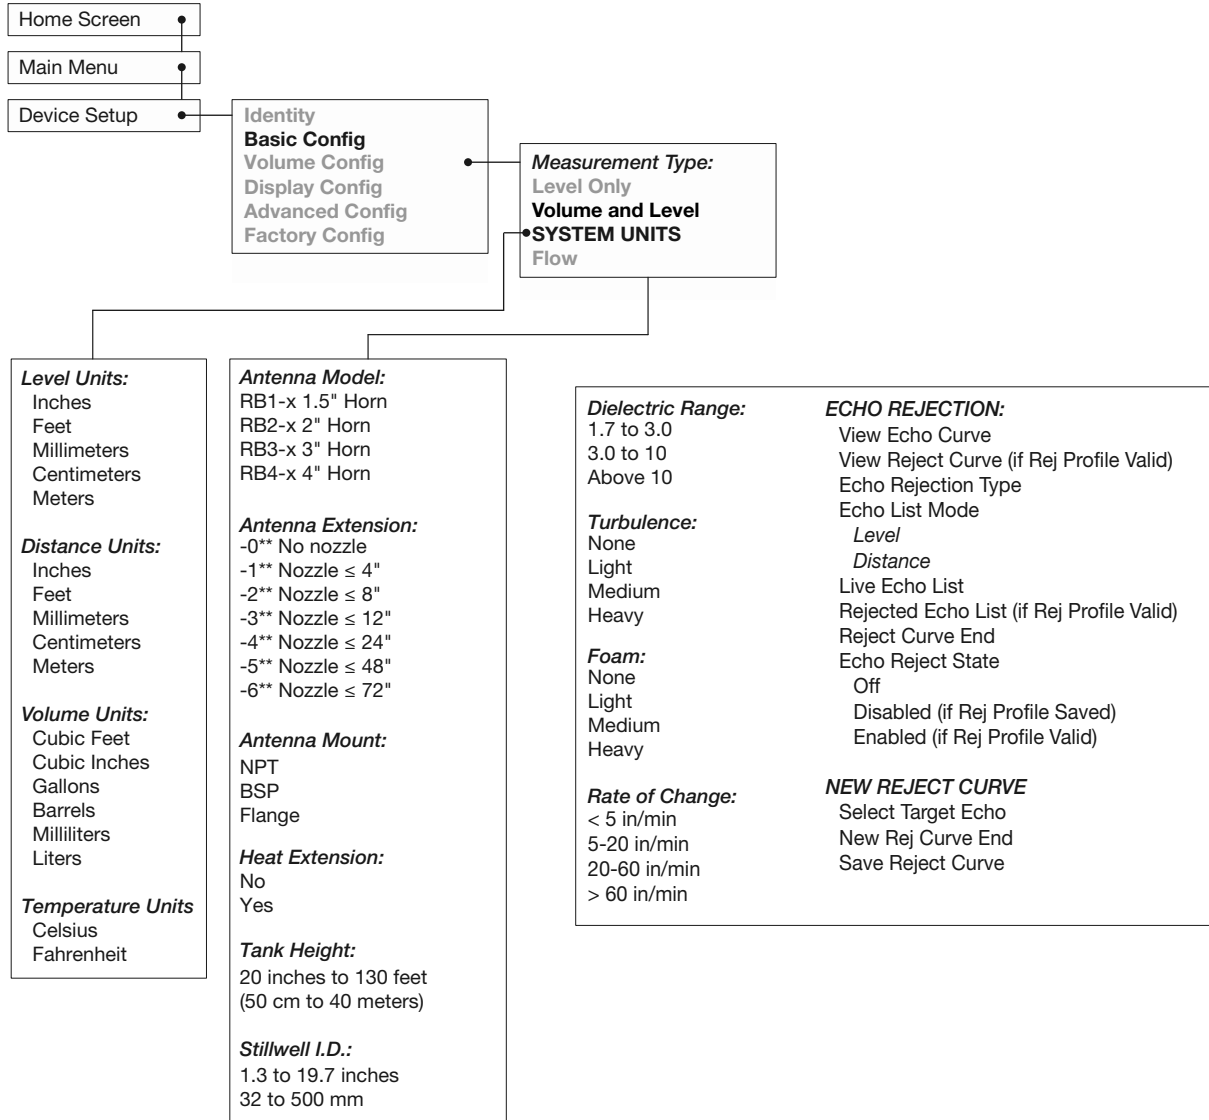 Home Screen
Main Menu
Device Setup
Identity
Basic Config
Volume Config
Display Config
Advanced Config
Factory Config
Measurement Type:
Level Only
Volume and Level
SYSTEM UNITS
Flow
Level Units:
Inches
Feet
Millimeters
Centimeters
Meters
Distance Units:
Inches
Feet
Millimeters
Centimeters
Meters
Volume Units:
Cubic Feet
Cubic Inches
Gallons
Barrels
Milliliters
Liters
Temperature Units
Celsius
Fahrenheit
Antenna Model:
RB1-x 1.5" Horn
RB2-x 2" Horn
RB3-x 3" Horn
RB4-x 4" Horn
Antenna Extension:
-0** No nozzle
-1** Nozzle ≤ 4"
-2** Nozzle ≤ 8"
-3** Nozzle ≤ 12"
-4** Nozzle ≤ 24"
-5** Nozzle ≤ 48"
-6** Nozzle ≤ 72"
Antenna Mount:
NPT
BSP
Flange
Heat Extension:
No
Yes
Tank Height:
20 inches to 130 feet
(50 cm to 40 meters)
Stillwell I.D.:
1.3 to 19.7 inches
32 to 500 mm
Dielectric Range:
1.7 to 3.0
3.0 to 10
Above 10
Turbulence:
None
Light
Medium
Heavy
Foam:
None
Light
Medium
Heavy
Rate of Change:
< 5 in/min
5-20 in/min
20-60 in/min
> 60 in/min
ECHO REJECTION:
View Echo Curve
View Reject Curve (if Rej Profile Valid)
Echo Rejection Type
Echo List Mode
Level
Distance
Live Echo List
Rejected Echo List (if Rej Profile Valid)
Reject Curve End
Echo Reject State
Off
Disabled (if Rej Profile Saved)
Enabled (if Rej Profile Valid)
NEW REJECT CURVE
Select Target Echo
New Rej Curve End
Save Reject Curve